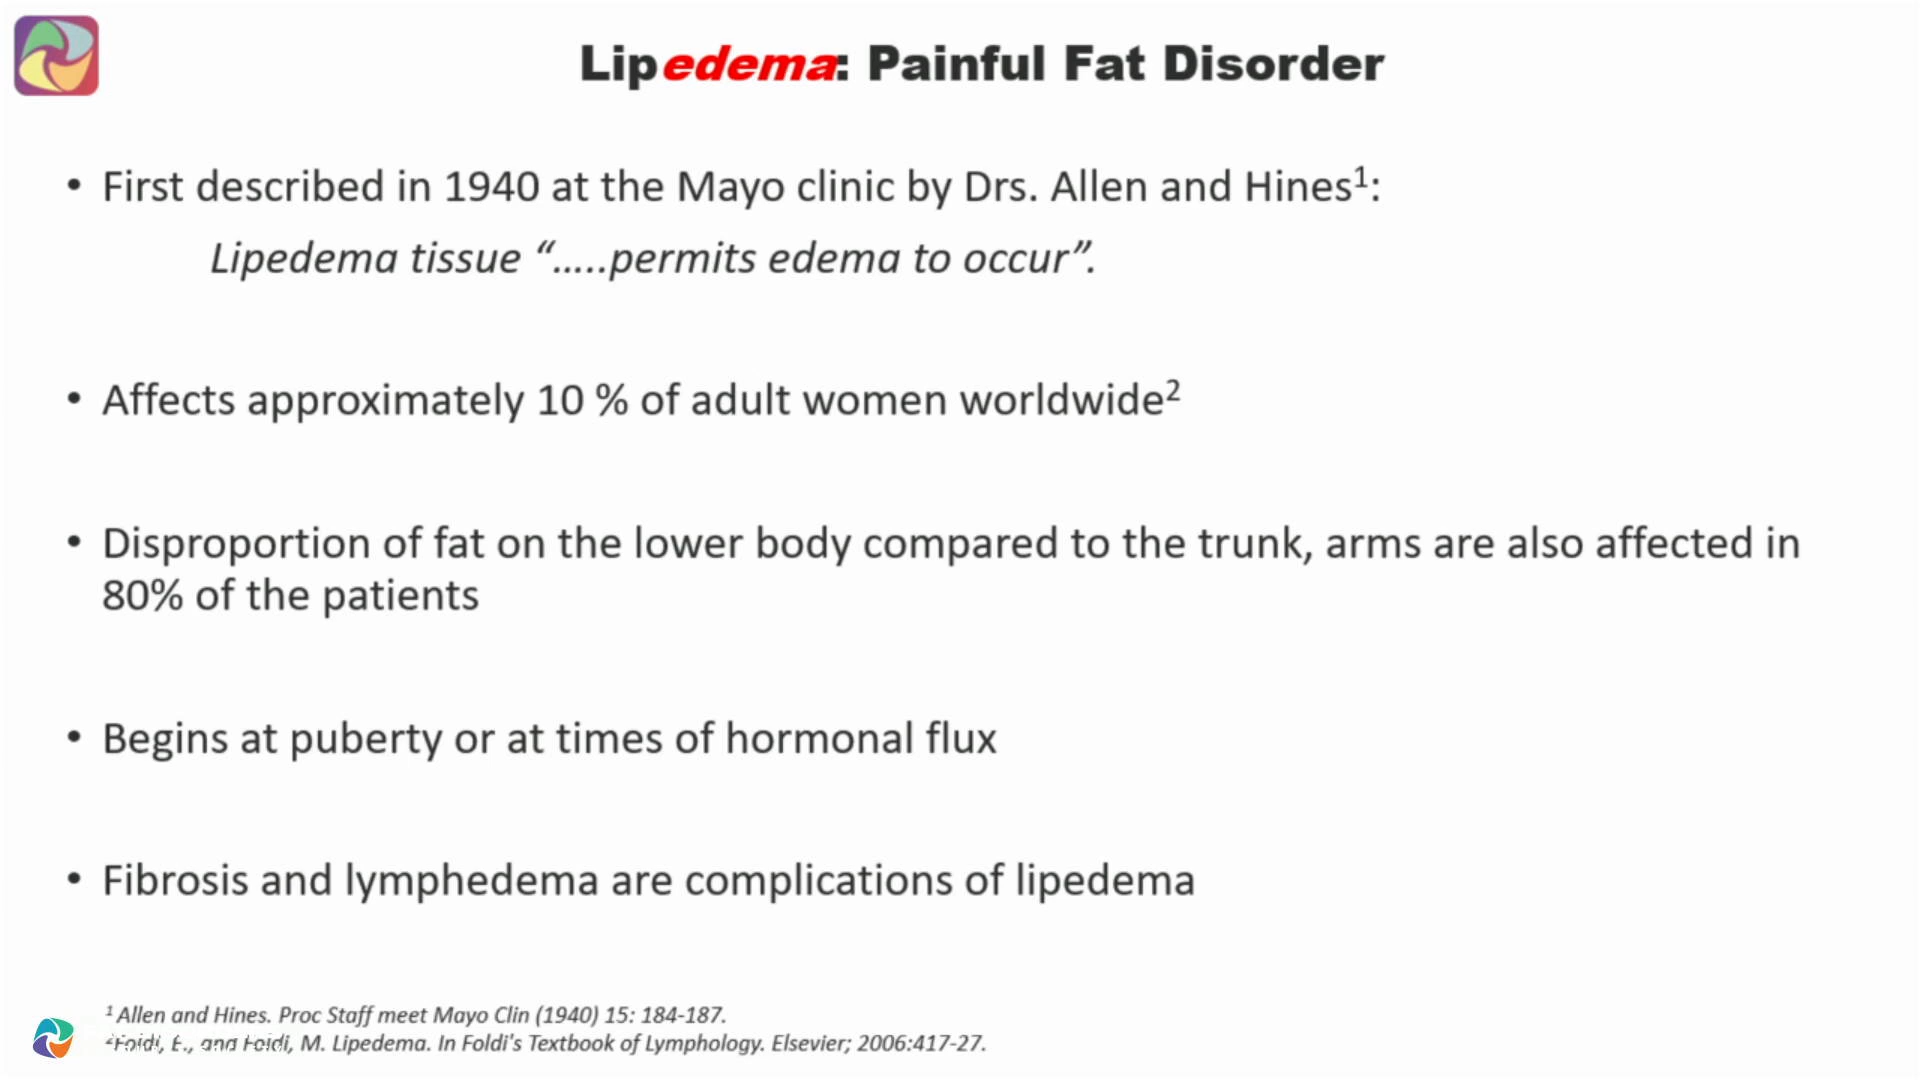 Lipedema: Painful Fat Disorder
• First described in 1940 at the Mayo clinic by Drs. Allen and Hines¹:
Lipedema tissue “…..permits edema to occur”.
• Affects approximately 10 % of adult women worldwide²
• Disproportion of fat on the lower body compared to the trunk, arms are also affected in
80% of the patients
• Begins at puberty or at times of hormonal flux
• Fibrosis and lymphedema are complications of lipedema
¹ Allen and Hines. Proc Staff meet Mayo Clin (1940) 15: 184-187.
² Foldi, E., and Foldi, M. Lipedema. In Foldi's Textbook of Lymphology. Elsevier; 2006:417-27.